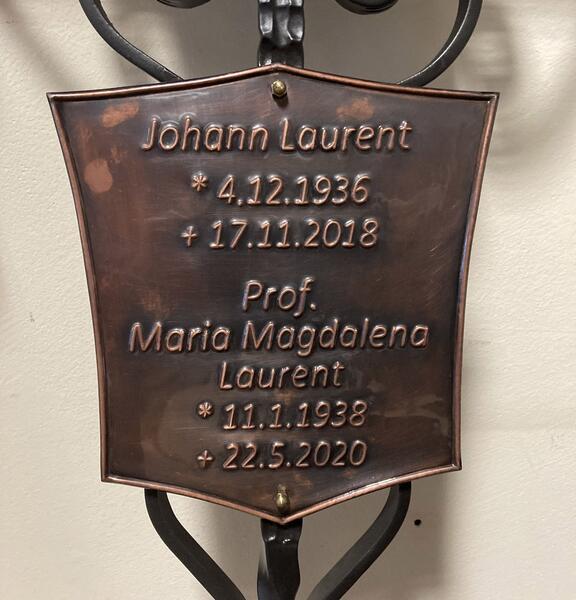 Johann Laurent
* 4.12.1936
+ 17.11.2018
Prof.
Maria Magdalena
Laurent
* 11.1.1938
+ 22.5.2020